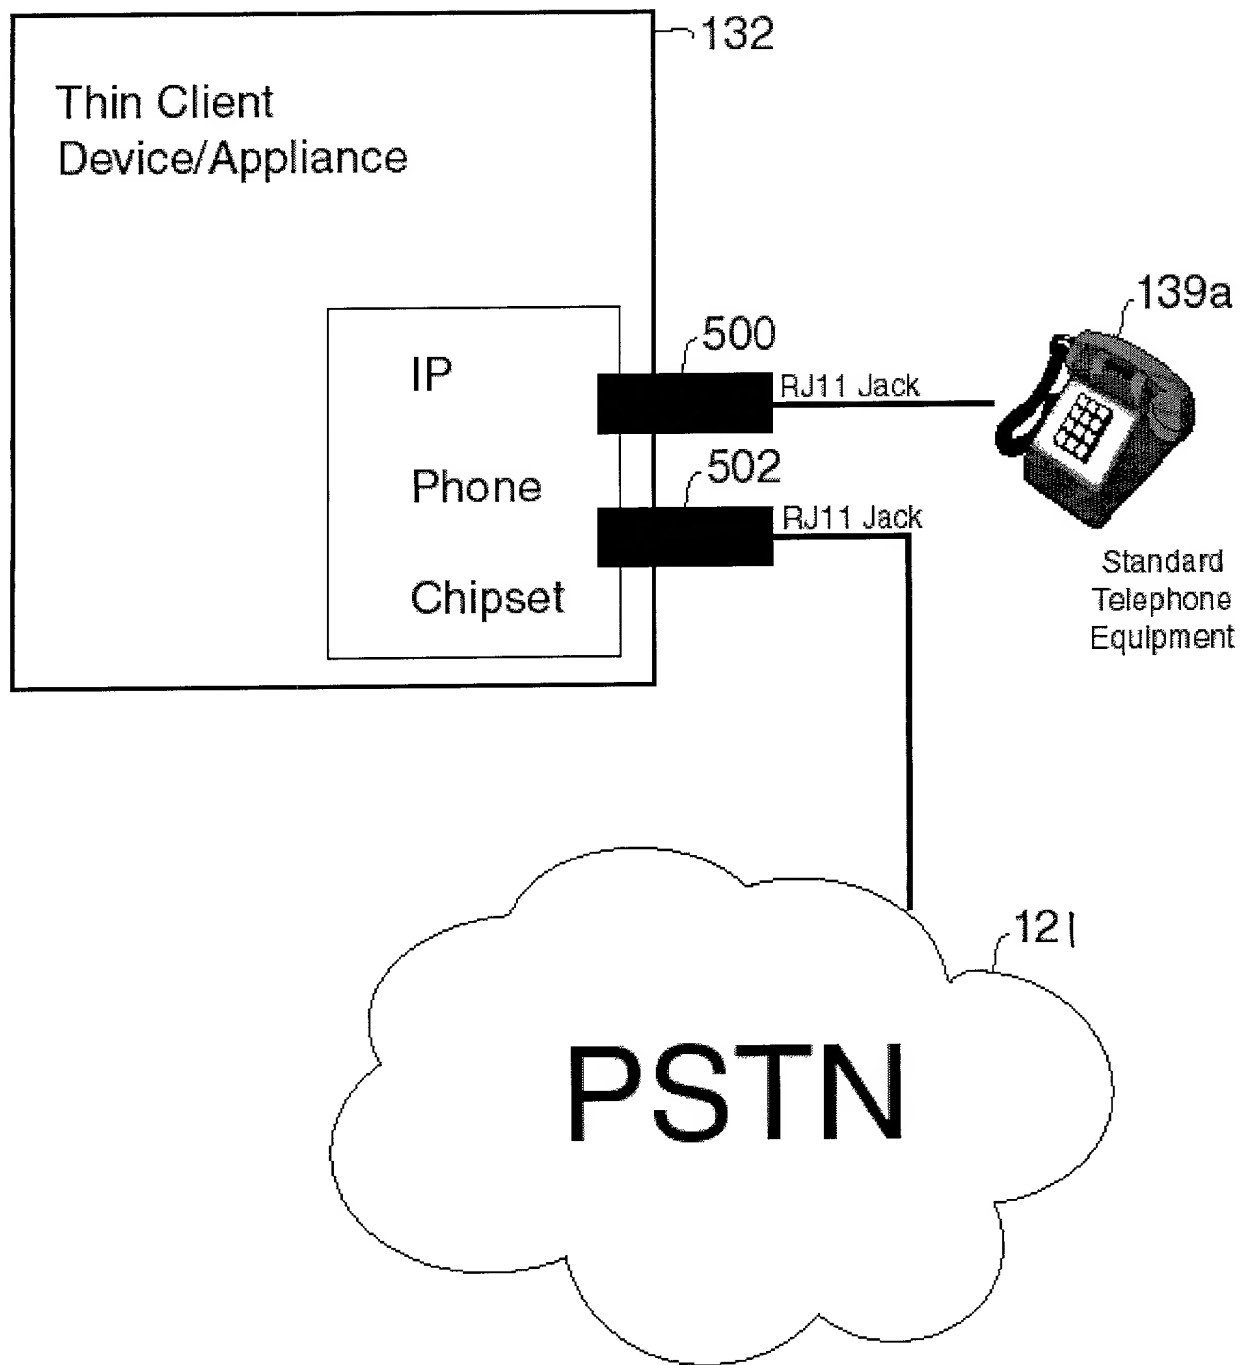 132
Thin Client
Device/Appliance
139a
500
IP
RJ11 Jack
502
Phone
RJ11 Jack
Chipset
Standard
Telephone
Equipment
121
PSTN